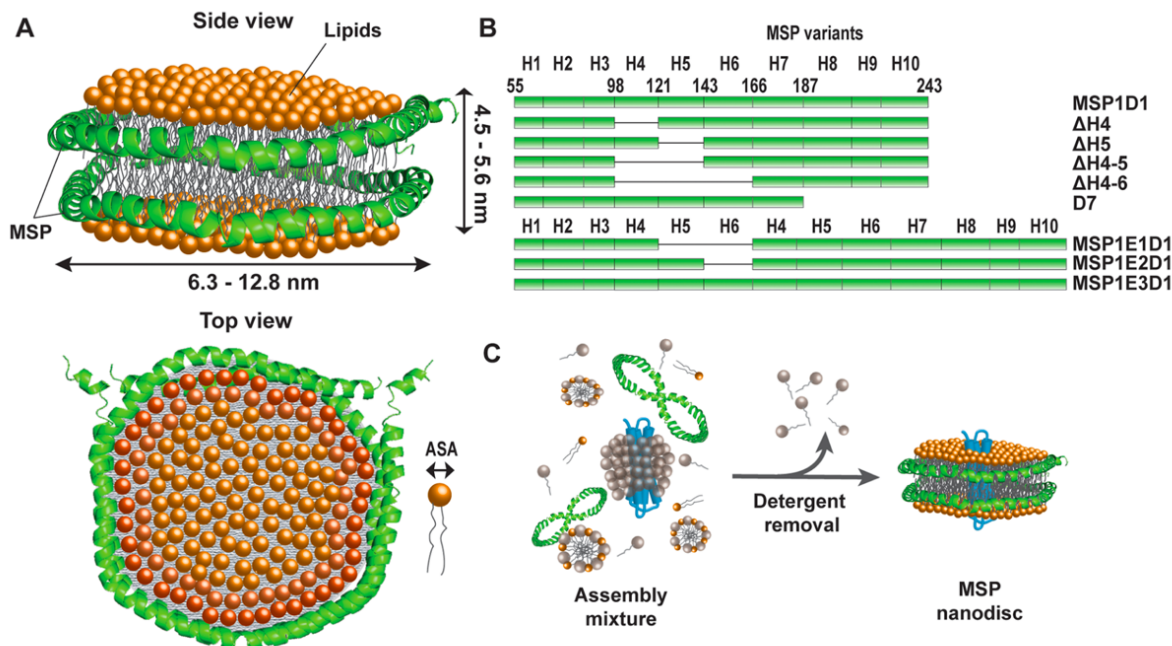 A
Side view
Lipids
4.5 - 5.6 nm
MSP
6.3 - 12.8 nm
Top view
ASA
B
MSP variants
H1 H2 H3 H4 H5 H6 H7 H8 H9 H10
55 98 121 143 166 187 243
MSP1D1
ΔH4
ΔH5
ΔH4-5
ΔH4-6
D7
H1 H2 H3 H4 H5 H6 H4 H5 H6 H7 H8 H9 H10
MSP1E1D1
MSP1E2D1
MSP1E3D1
C
Detergent
removal
Assembly
mixture
MSP
nanodisc